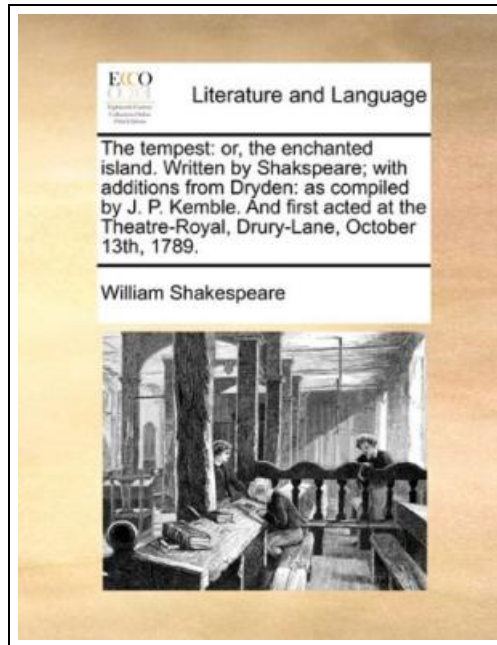 ECCO
Literature and Language
The tempest: or, the enchanted
island. Written by Shakspeare; with
additions from Dryden: as compiled
by J. P. Kemble. And first acted at the
Theatre-Royal, Drury-Lane, October
13th, 1789.
William Shakespeare